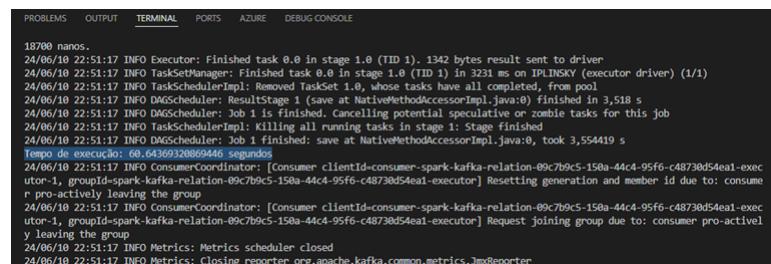 PROBLEMS OUTPUT TERMINAL PORTS AZURE DEBUG CONSOLE
18700 nanos.
24/06/10 22:51:17 INFO Executor: Finished task 0.0 in stage 1.0 (TID 1). 1342 bytes result sent to driver
24/06/10 22:51:17 INFO TaskSetManager: Finished task 0.0 in stage 1.0 (TID 1) in 3231 ms on IPLINSKY (executor driver) (1/1)
24/06/10 22:51:17 INFO TaskSchedulerImpl: Removed TaskSet 1.0, whose tasks have all completed, from pool
24/06/10 22:51:17 INFO DAGScheduler: ResultStage 1 (save at NativeMethodAccessorImpl.java:0) finished in 3,518 s
24/06/10 22:51:17 INFO DAGScheduler: Job 1 is finished. Cancelling potential speculative or zombie tasks for this job
24/06/10 22:51:17 INFO TaskSchedulerImpl: Killing all running tasks in stage 1: Stage finished
24/06/10 22:51:17 INFO DAGScheduler: Job 1 finished: save at NativeMethodAccessorImpl.java:0, took 3,554419 s
Tempo de execução: 60.64369320869446 segundos
24/06/10 22:51:17 INFO ConsumerCoordinator: [Consumer clientId=consumer-spark-kafka-relation-09c7b9c5-150a-44c4-95f6-c48730d54ea1-exec
utor-1, groupId=spark-kafka-relation-09c7b9c5-150a-44c4-95f6-c48730d54ea1-executor] Resetting generation and member id due to: consume
r pro-actively leaving the group
24/06/10 22:51:17 INFO ConsumerCoordinator: [Consumer clientId=consumer-spark-kafka-relation-09c7b9c5-150a-44c4-95f6-c48730d54ea1-exec
utor-1, groupId=spark-kafka-relation-09c7b9c5-150a-44c4-95f6-c48730d54ea1-executor] Request joining group due to: consumer pro-activel
y leaving the group
24/06/10 22:51:17 INFO Metrics: Metrics scheduler closed
24/06/10 22:51:17 INFO Metrics: Closing reporter org.apache.kafka.common.metrics.JmxReporter